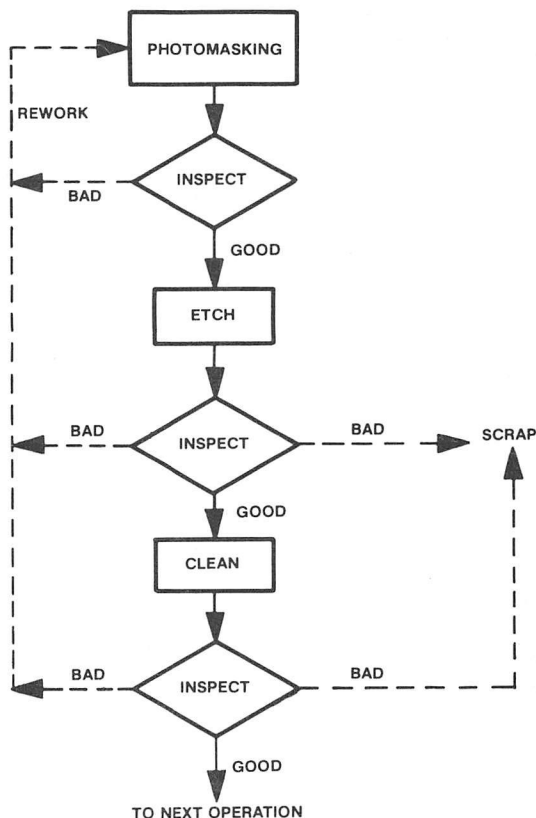 PHOTOMASKING
REWORK
INSPECT
BAD
GOOD
ETCH
BAD
INSPECT
BAD
SCRAP
GOOD
CLEAN
BAD
INSPECT
BAD
GOOD
TO NEXT OPERATION